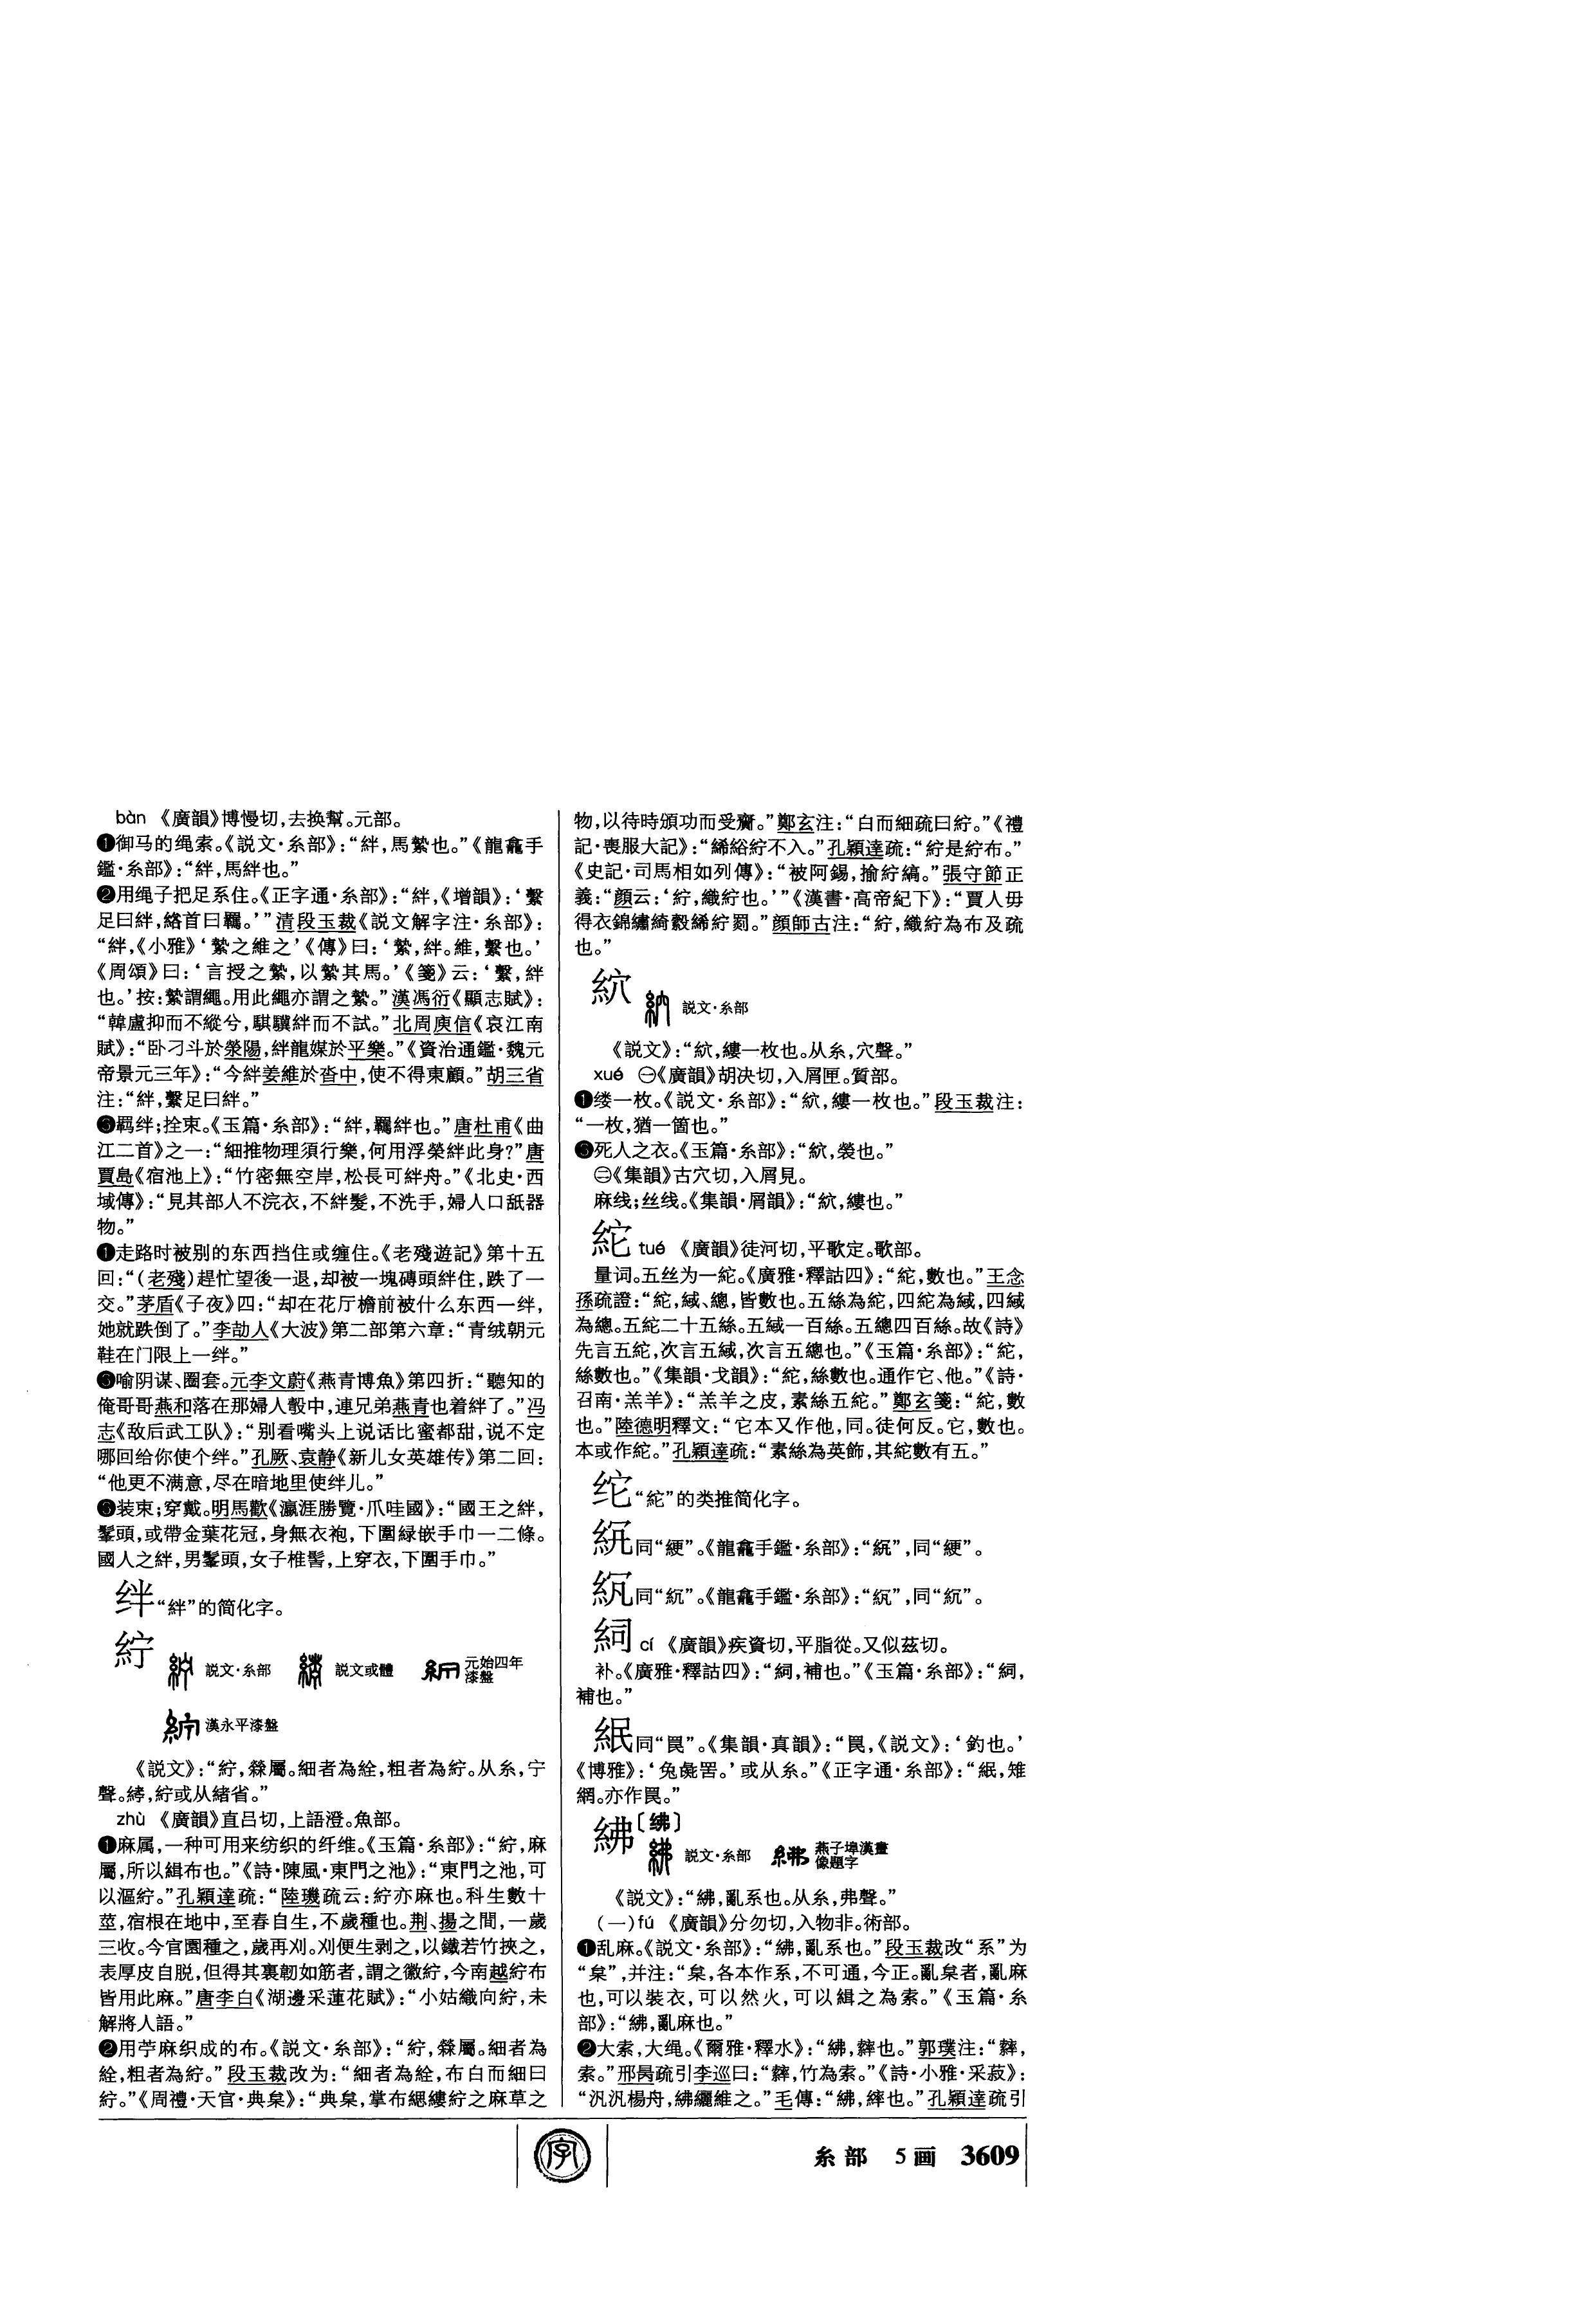 bàn 《廣韻》博慢切,去换幫。元部。
❶御马的绳索。《説文·糸部》:“絆,馬縶也。”《龍龕手
鑑·糸部》:“絆,馬絆也。”
❷用绳子把足系住。《正字通·糸部》:“絆,《增韻》:‘繫
足曰絆,絡首曰羈。’”清段玉裁《説文解字注·糸部》:
“絆,《小雅》‘縶之維之’《傳》曰:‘縶,絆。維,繫也。’
《周頌》曰:‘言授之縶,以縶其馬。’《箋》云:‘繫,絆
也。’按:縶謂繩。用此繩亦謂之縶。”漢馮衍《顯志賦》:
“韓盧抑而不縱兮,騏驥絆而不試。”北周庾信《哀江南
賦》:“卧刁斗於滎陽,絆龍媒於平樂。”《資治通鑑·魏元
帝景元三年》:“今絆姜維於沓中,使不得東顧。”胡三省
注:“絆,繫足曰絆。”
❸羁绊;拴束。《玉篇·糸部》:“絆,羈絆也。”唐杜甫《曲
江二首》之一:“細推物理須行樂,何用浮榮絆此身?”唐
賈島《宿池上》:“竹密無空岸,松長可絆舟。”《北史·西
域傳》:“見其部人不浣衣,不絆髮,不洗手,婦人口舐器
物。”
❶走路时被别的东西挡住或缠住。《老殘遊記》第十五
回:“(老殘)趕忙望後一退,却被一塊磚頭絆住,跌了一
交。”茅盾《子夜》四:“却在花厅檐前被什么东西一绊,
她就跌倒了。”李劼人《大波》第二部第六章:“青绒朝元
鞋在门限上一绊。”
❺喻阴谋、圈套。元李文蔚《燕青博魚》第四折:“聽知的
俺哥哥燕和落在那婦人彀中,連兄弟燕青也着絆了。”冯
志《敌后武工队》:“别看嘴头上说话比蜜都甜,说不定
哪回给你使个绊。”孔厥、袁静《新儿女英雄传》第二回:
“他更不满意,尽在暗地里使绊儿。”
❻装束;穿戴。明馬歡《瀛涯勝覽·爪哇國》:“國王之絆,
髼頭,或帶金葉花冠,身無衣袍,下圍緑嵌手巾一二條。
國人之絆,男髼頭,女子椎髻,上穿衣,下圍手巾。”
绊“絆”的简化字。
紵 説文·糸部 説文或體 元始四年漆盤
漢永平漆盤
《説文》:“紵,䋷屬。細者為絟,粗者為紵。从糸,宁
聲。䋡,紵或从緒省。”
zhù 《廣韻》直吕切,上語澄。魚部。
❶麻属,一种可用来纺织的纤维。《玉篇·糸部》:“紵,麻
屬,所以緝布也。”《詩·陳風·東門之池》:“東門之池,可
以漚紵。”孔穎達疏:“陸璣疏云:紵亦麻也。科生數十
莖,宿根在地中,至春自生,不歲種也。荆、揚之間,一歲
三收。今官園種之,歲再刈。刈便生剥之,以鐵若竹挾之,
表厚皮自脱,但得其裏韌如筋者,謂之徽紵,今南越紵布
皆用此麻。”唐李白《湖邊采蓮花賦》:“小姑織向紵,未
解將人語。”
❷用苧麻织成的布。《説文·糸部》:“紵,䋷屬。細者為
絟,粗者為紵。”段玉裁改为:“細者為絟,布白而細曰
紵。”《周禮·天官·典枲》:“典枲,掌布緦縷紵之麻草之
物,以待時頒功而受齎。”鄭玄注:“白而細疏曰紵。”《禮
記·喪服大記》:“絺綌紵不入。”孔穎達疏:“紵是紵布。”
《史記·司馬相如列傳》:“被阿錫,揄紵縞。”張守節正
義:“顔云:‘紵,織紵也。’”《漢書·高帝紀下》:“賈人毋
得衣錦繡綺縠絺紵罽。”顔師古注:“紵,織紵為布及疏
也。”
䋉 説文·糸部
《説文》:“䋉,縷一枚也。从糸,穴聲。”
xué ㊀《廣韻》胡决切,入屑匣。質部。
❶缕一枚。《説文·糸部》:“䋉,縷一枚也。”段玉裁注:
“一枚,猶一箇也。”
❸死人之衣。《玉篇·糸部》:“䋉,袋也。”
㊁《集韻》古穴切,入屑見。
麻线;丝线。《集韻·屑韻》:“䋉,縷也。”
紽 tué 《廣韻》徒河切,平歌定。歌部。
量词。五丝为一紽。《廣雅·釋詁四》:“紽,數也。”王念
孫疏證:“紽,緎、總,皆數也。五絲為紽,四紽為緎,四緎
為總。五紽二十五絲。五緎一百絲。五總四百絲。故《詩》
先言五紽,次言五緎,次言五總也。”《玉篇·糸部》:“紽,
絲數也。”《集韻·戈韻》:“紽,絲數也。通作它、他。”《詩·
召南·羔羊》:“羔羊之皮,素絲五紽。”鄭玄箋:“紽,數
也。”陸德明釋文:“它本又作他,同。徒何反。它,數也。
本或作紽。”孔穎達疏:“素絲為英飾,其紽數有五。”
𬘡“紽”的类推简化字。
同“綆”。《龍龕手鑑·糸部》:“”,同“綆”。
同“”。《龍龕手鑑·糸部》:“”,同“”。
䋖 cí 《廣韻》疾資切,平脂從。又似茲切。
补。《廣雅·釋詁四》:“䋖,補也。”《玉篇·糸部》:“䋖,
補也。”
䋋同“罠”。《集韻·真韻》:“罠,《説文》:‘釣也。’
《博雅》:‘兔罟。’或从糸。”《正字通·糸部》:“䋋,雉
網。亦作罠。”
紼〔绋〕 説文·糸部 燕子埠漢畫像題字
《説文》:“紼,亂系也。从糸,弗聲。”
(一)fú 《廣韻》分勿切,入物非。術部。
❶乱麻。《説文·糸部》:“紼,亂系也。”段玉裁改“系”为
“枲”,并注:“枲,各本作系,不可通,今正。亂枲者,亂麻
也,可以裝衣,可以然火,可以緝之為索。”《玉篇·糸
部》:“紼,亂麻也。”
❷大索,大绳。《爾雅·釋水》:“紼,䋽也。”郭璞注:“䋽,
索。”邢昺疏引李巡曰:“䋽,竹為索。”《詩·小雅·采菽》:
“汎汎楊舟,紼纚維之。”毛傳:“紼,繂也。”孔穎達疏引
字
糸部 5画 3609